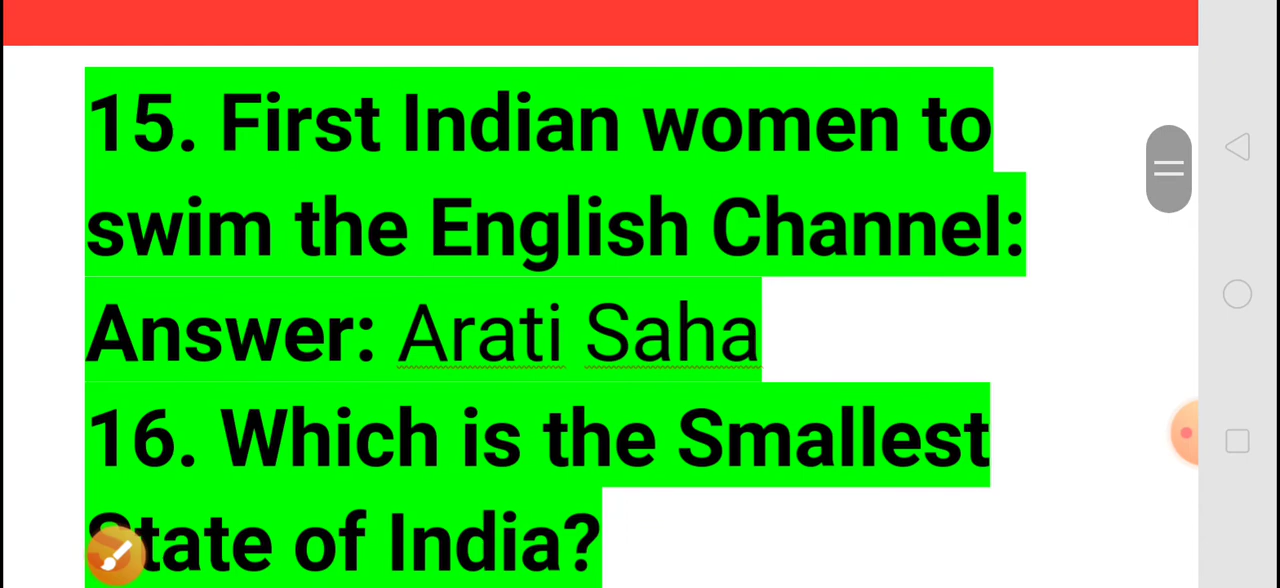 15. First Indian women to
swim the English Channel:
Answer: Arati Saha
16. Which is the Smallest
State of India?